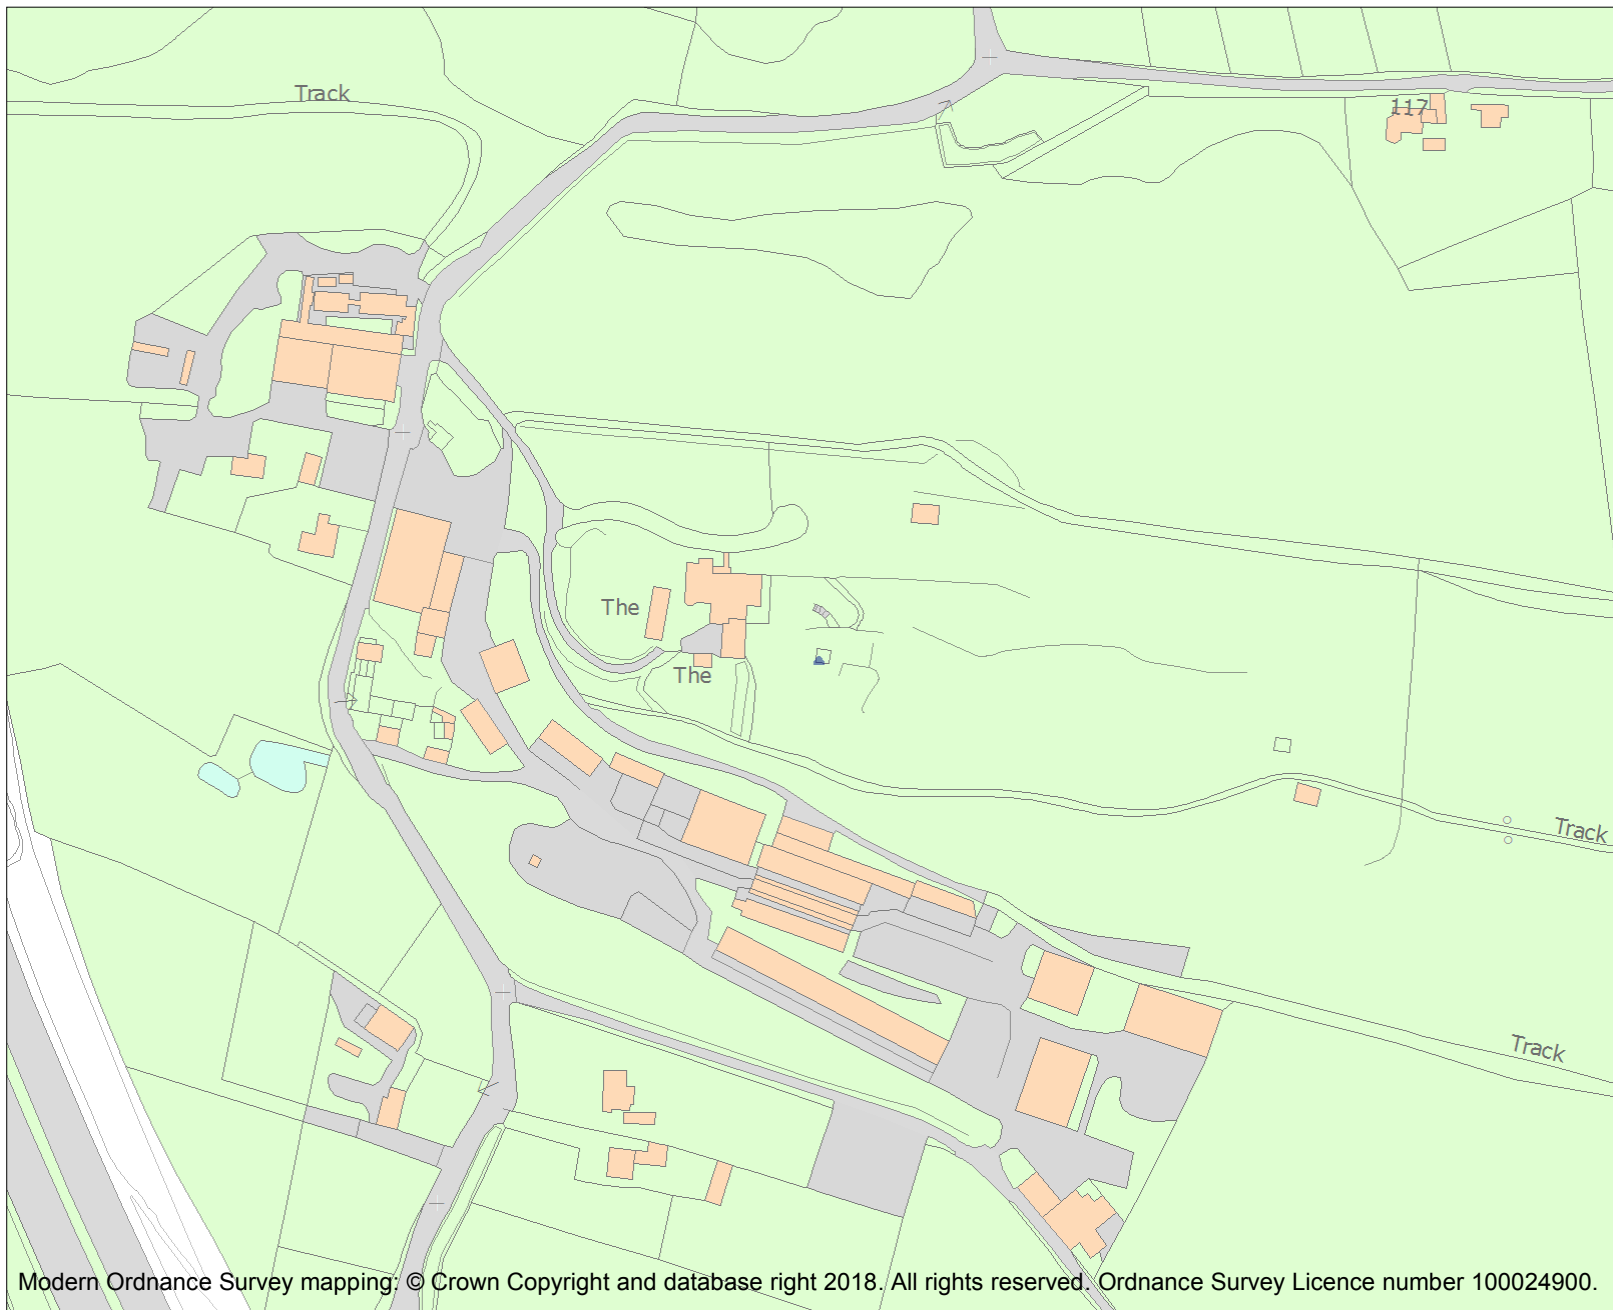 Track
117
The
The
Track
Track
Modern Ordnance Survey mapping: © Crown Copyright and database right 2018. All rights reserved. Ordnance Survey Licence number 100024900.